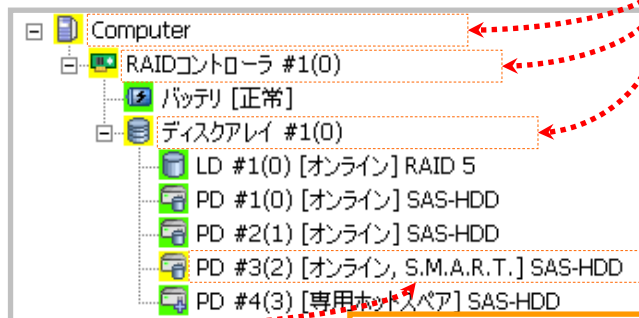 Computer
RAIDコントローラ #1(0)
バッテリ [正常]
ディスクアレイ #1(0)
LD #1(0) [オンライン] RAID 5
PD #1(0) [オンライン] SAS-HDD
PD #2(1) [オンライン] SAS-HDD
PD #3(2) [オンライン, S.M.A.R.T.] SAS-HDD
PD #4(3) [専用ホットスペア] SAS-HDD